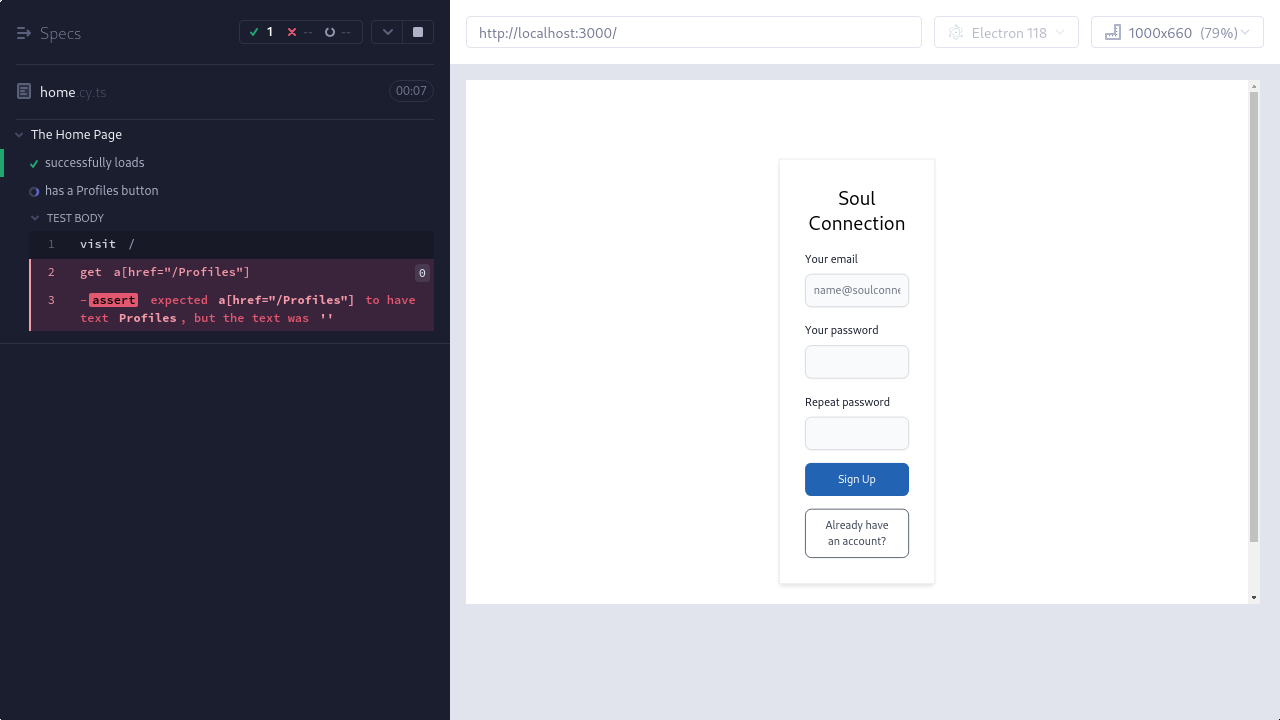 Specs
1 -- --
home.cy.ts
00:07
The Home Page
successfully loads
has a Profiles button
TEST BODY
1 visit /
2 get a[href="/Profiles"] 0
3 -assert expected a[href="/Profiles"] to have
text Profiles, but the text was ''
http://localhost:3000/
Electron 118
1000x660 (79%)
Soul
Connection
Your email
name@soulconne
Your password
Repeat password
Sign Up
Already have
an account?